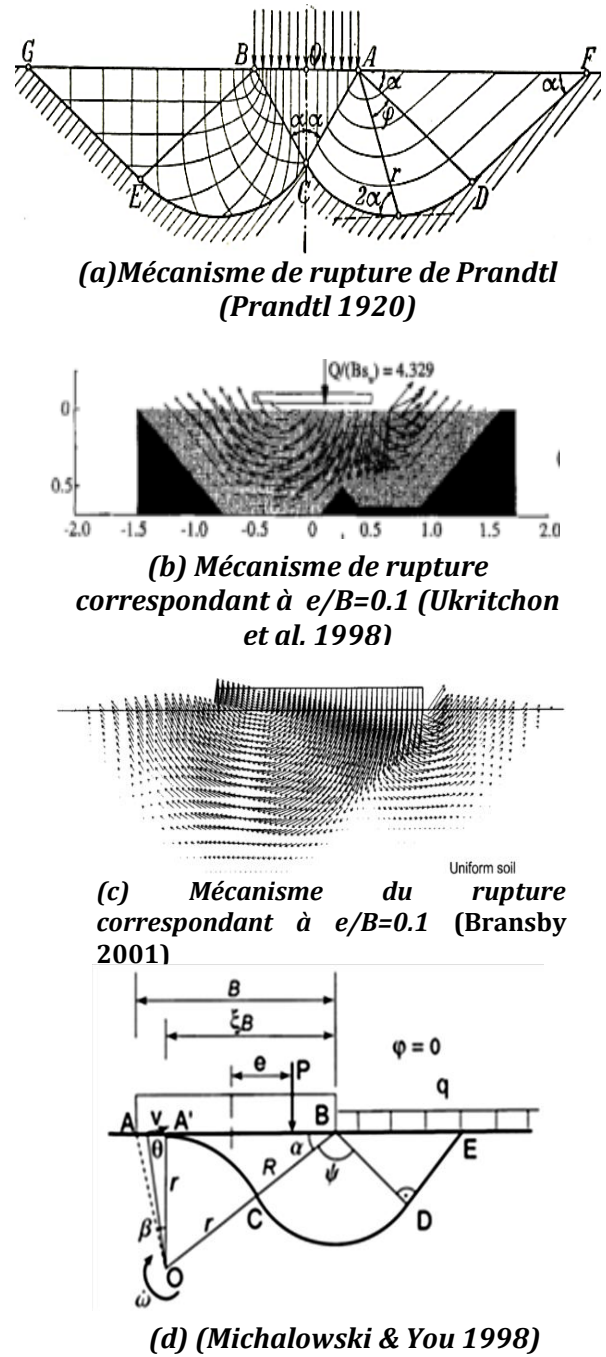 G B O A F
α
α
α α
φ
r
E C 2α D
(a)Mécanisme de rupture de Prandtl
(Prandtl 1920)
Q/(Bsᵤ) = 4.329
0
0.5
-2.0 -1.5 -1.0 -0.5 0 0.5 1.0 1.5 2.0
(b) Mécanisme de rupture
correspondant à e/B=0.1 (Ukritchon
et al. 1998)
Uniform soil
(c) Mécanisme du rupture
correspondant à e/B=0.1 (Bransby
2001)
B
ξB
φ = 0
e P
q
A v A' B E
θ α
R ψ
r
r C D
β
O
ω̇
(d) (Michalowski & You 1998)